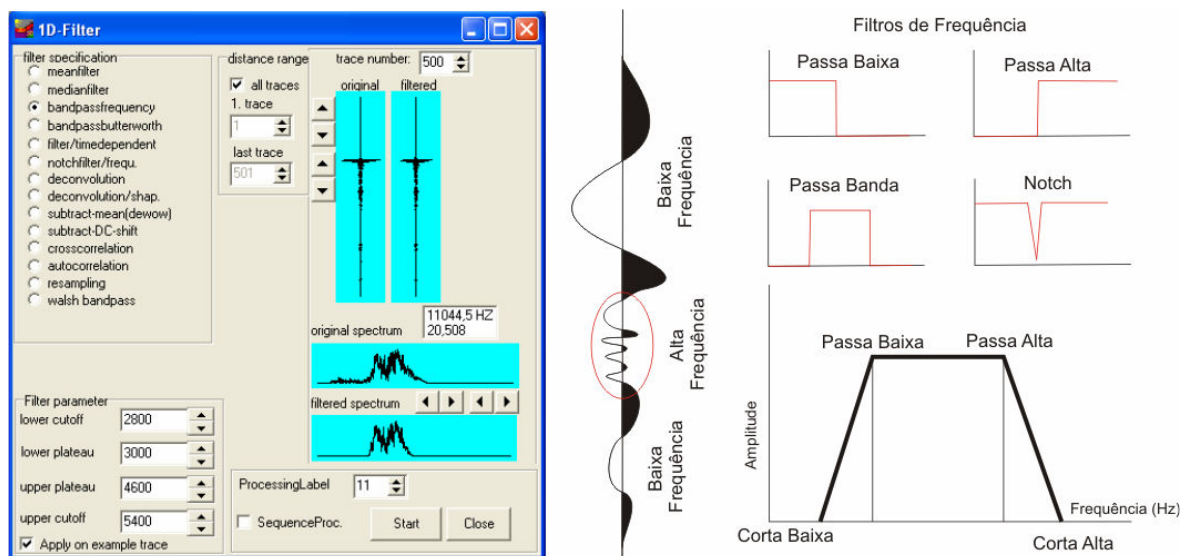 1D-Filter
filter specification
meanfilter
medianfilter
bandpassfrequency
bandpassbutterworth
filter/timedependent
notchfilter/frequ.
deconvolution
deconvolution/shap.
subtract-mean(dewow)
subtract-DC-shift
crosscorrelation
autocorrelation
resampling
walsh bandpass
distance range
all traces
1. trace
1
last trace
501
trace number:
500
original
filtered
11044,5 HZ
20,508
original spectrum
filtered spectrum
Filter parameter
lower cutoff
2800
lower plateau
3000
upper plateau
4600
upper cutoff
5400
Apply on example trace
ProcessingLabel
11
SequenceProc.
Start
Close
Baixa
Frequência
Alta
Frequência
Baixa
Frequência
Filtros de Frequência
Passa Baixa
Passa Alta
Passa Banda
Notch
Passa Baixa
Passa Alta
Amplitude
Frequência (Hz)
Corta Baixa
Corta Alta